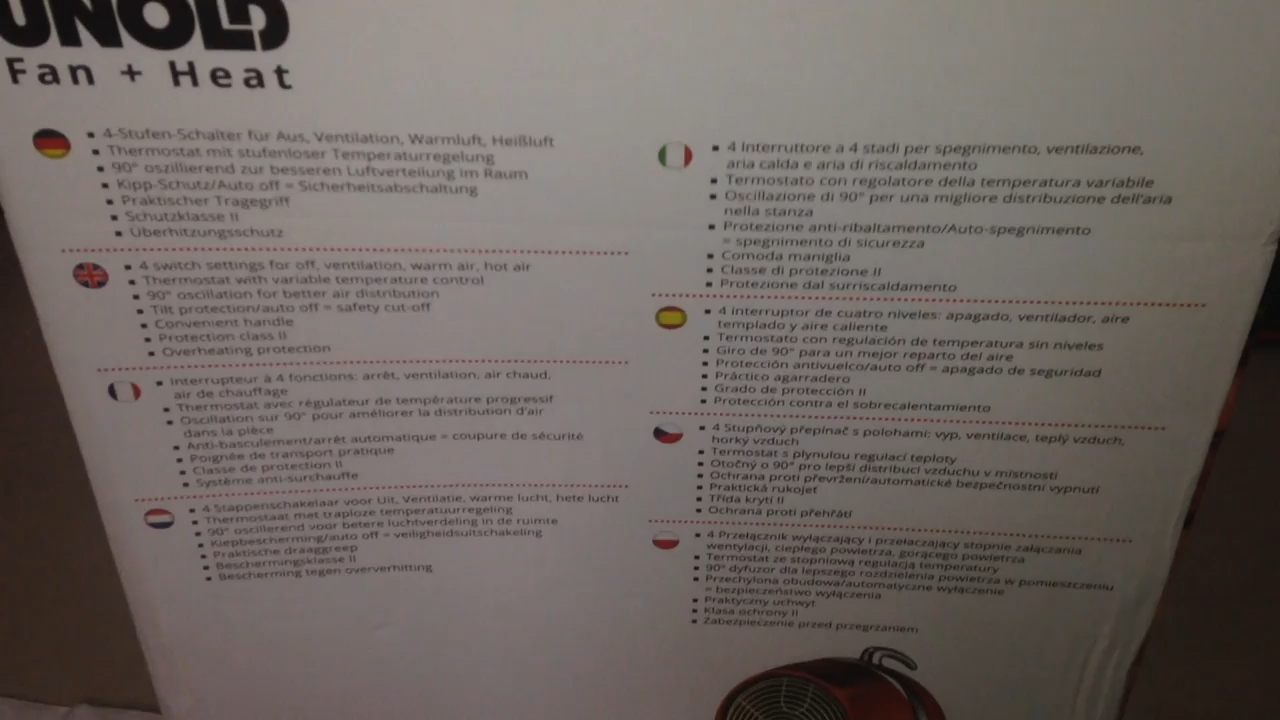 UNOLD
Fan + Heat
4-Stufen-Schalter für Aus, Ventilation, Warmluft, Heißluft
Thermostat mit stufenloser Temperaturregelung
90° oszillierend zur besseren Luftverteilung im Raum
Kipp-Schutz/Auto off = Sicherheitsabschaltung
Praktischer Tragegriff
Schutzklasse II
Überhitzungsschutz
4 switch settings for off, ventilation, warm air, hot air
Thermostat with variable temperature control
90° oscillation for better air distribution
Tilt protection/auto off = safety cut-off
Convenient handle
Protection class II
Overheating protection
Interrupteur à 4 fonctions: arrêt, ventilation, air chaud,
air de chauffage
Thermostat avec régulateur de température progressif
Oscillation sur 90° pour améliorer la distribution d'air
dans la pièce
Anti-basculement/arrêt automatique = coupure de sécurité
Poignée de transport pratique
Classe de protection II
Système anti-surchauffe
4 Stappenschakelaar voor Uit, Ventilatie, warme lucht, hete lucht
Thermostaat met traploze temperatuurregeling
90° oscillerend voor betere luchtverdeling in de ruimte
Kiepbescherming/auto off = veiligheidsuitschakeling
Praktische draaggreep
Beschermingsklasse II
Bescherming tegen oververhitting
4 Interruttore a 4 stadi per spegnimento, ventilazione,
aria calda e aria di riscaldamento
Termostato con regolatore della temperatura variabile
Oscillazione di 90° per una migliore distribuzione dell'aria
nella stanza
Protezione anti-ribaltamento/Auto-spegnimento
= spegnimento di sicurezza
Comoda maniglia
Classe di protezione II
Protezione dal surriscaldamento
4 interruptor de cuatro niveles: apagado, ventilador, aire
templado y aire caliente
Termostato con regulación de temperatura sin niveles
Giro de 90° para un mejor reparto del aire
Protección antivuelco/auto off = apagado de seguridad
Práctico agarradero
Grado de protección II
Protección contra el sobrecalentamiento
4 Stupňový přepínač s polohami: vyp, ventilace, teplý vzduch,
horký vzduch
Termostat s plynulou regulací teploty
Otočný o 90° pro lepší distribuci vzduchu v místnosti
Ochrana proti převržení/automatické bezpečnostní vypnutí
Praktická rukojet
Třída krytí II
Ochrana proti přehřátí
4 Przełącznik wyłączający i przełaczający stopnie załączania
wentylacji, ciepłego powietrza, gorącego powietrza
Termostat ze stopniową regulacją temperatury
90° dyfuzor dla lepszego rozdzielenia powietrza w pomieszczeniu
Przechylona obudowa/automatyczne wyłączenie
= bezpieczeństwo wyłączenia
Praktyczny uchwyt
Klasa ochrony II
Zabezpieczenie przed przegrzaniem